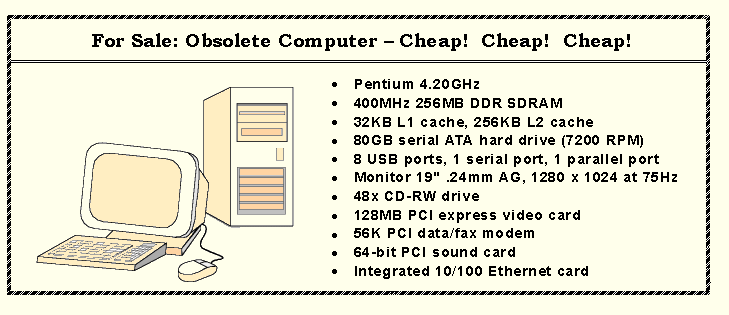 For Sale: Obsolete Computer – Cheap! Cheap! Cheap!
• Pentium 4.20GHz
• 400MHz 256MB DDR SDRAM
• 32KB L1 cache, 256KB L2 cache
• 80GB serial ATA hard drive (7200 RPM)
• 8 USB ports, 1 serial port, 1 parallel port
• Monitor 19" .24mm AG, 1280 x 1024 at 75Hz
• 48x CD-RW drive
• 128MB PCI express video card
• 56K PCI data/fax modem
• 64-bit PCI sound card
• Integrated 10/100 Ethernet card